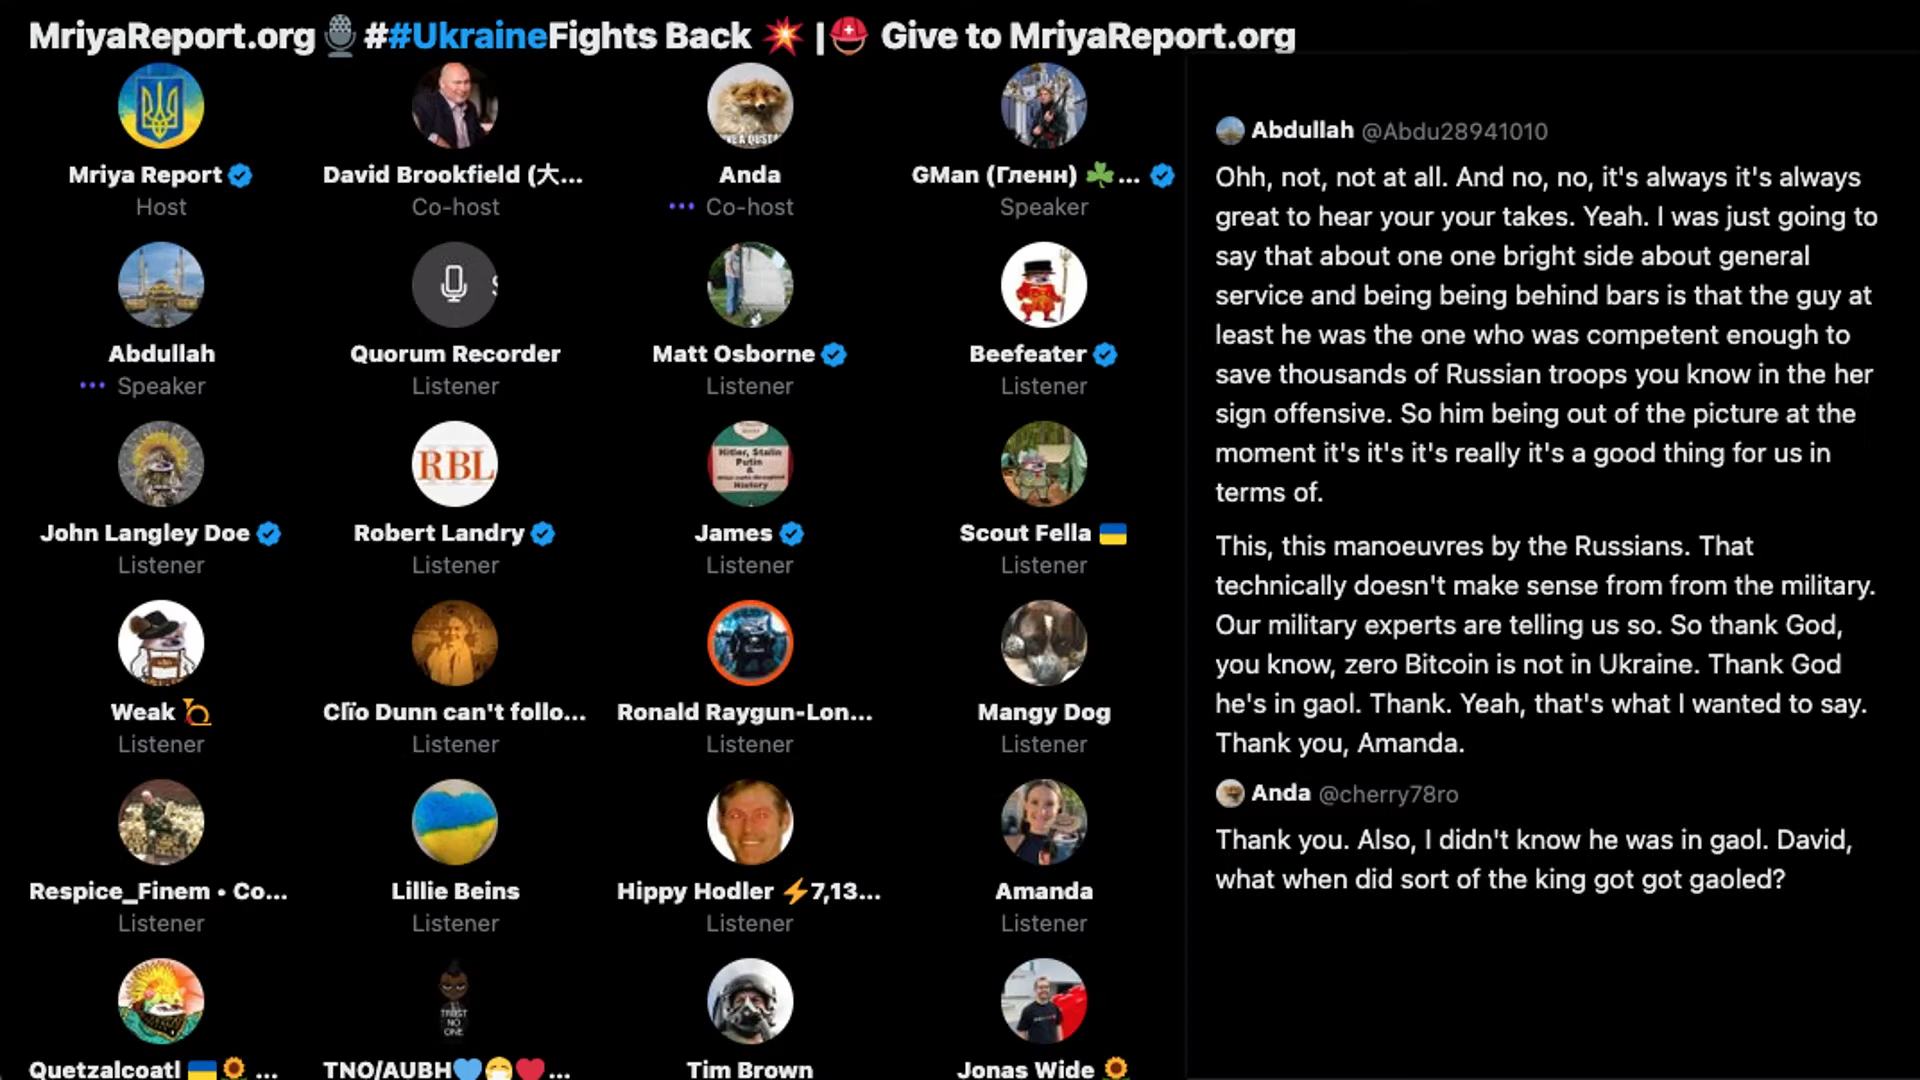 MriyaReport.org🎙️##UkraineFights Back 💥 |⛑️ Give to MriyaReport.org
Mriya Report
Host
David Brookfield (大...
Co-host
Anda
Co-host
GMan (Гленн) ☘️...
Speaker
Abdullah
Speaker
Quorum Recorder
Listener
Matt Osborne
Listener
Beefeater
Listener
John Langley Doe
Listener
RBL
Robert Landry
Listener
Hitler, Stalin
Putin
&
History
James
Listener
Scout Fella 🇺🇦
Listener
Weak
Listener
Clïo Dunn can't follo...
Listener
Ronald Raygun-Lon...
Listener
Mangy Dog
Listener
Respice_Finem • Co...
Listener
Lillie Beins
Listener
Hippy Hodler ⚡7,13...
Listener
Amanda
Listener
Quetzalcoatl 🇺🇦🌻 ...
TRUST
NO
ONE
TNO/AUBH💙😷❤️...
Tim Brown
Jonas Wide 🌻
Abdullah @Abdu28941010
Ohh, not, not at all. And no, no, it's always it's always
great to hear your your takes. Yeah. I was just going to
say that about one one bright side about general
service and being being behind bars is that the guy at
least he was the one who was competent enough to
save thousands of Russian troops you know in the her
sign offensive. So him being out of the picture at the
moment it's it's it's really it's a good thing for us in
terms of.
This, this manoeuvres by the Russians. That
technically doesn't make sense from from the military.
Our military experts are telling us so. So thank God,
you know, zero Bitcoin is not in Ukraine. Thank God
he's in gaol. Thank. Yeah, that's what I wanted to say.
Thank you, Amanda.
Anda @cherry78ro
Thank you. Also, I didn't know he was in gaol. David,
what when did sort of the king got got gaoled?